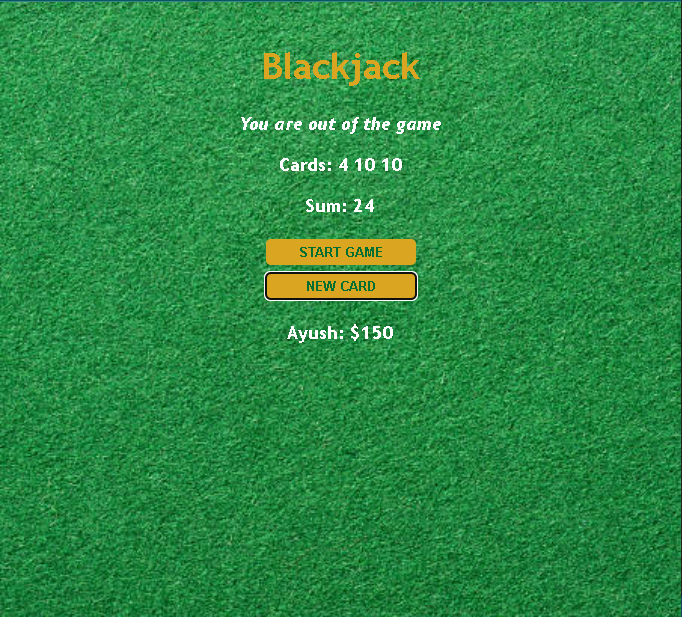 Blackjack
You are out of the game
Cards: 4 10 10
Sum: 24
START GAME
NEW CARD
Ayush: $150